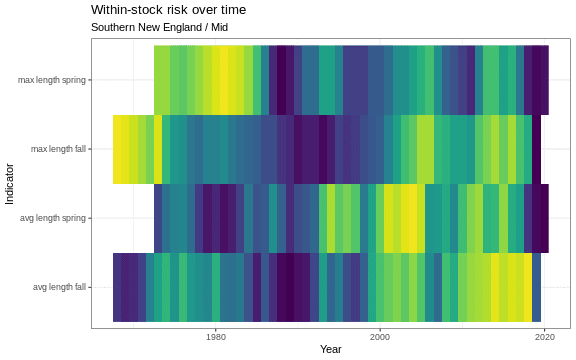 Within-stock risk over time
Southern New England / Mid
Indicator
max length spring
max length fall
avg length spring
avg length fall
1980
2000
2020
Year